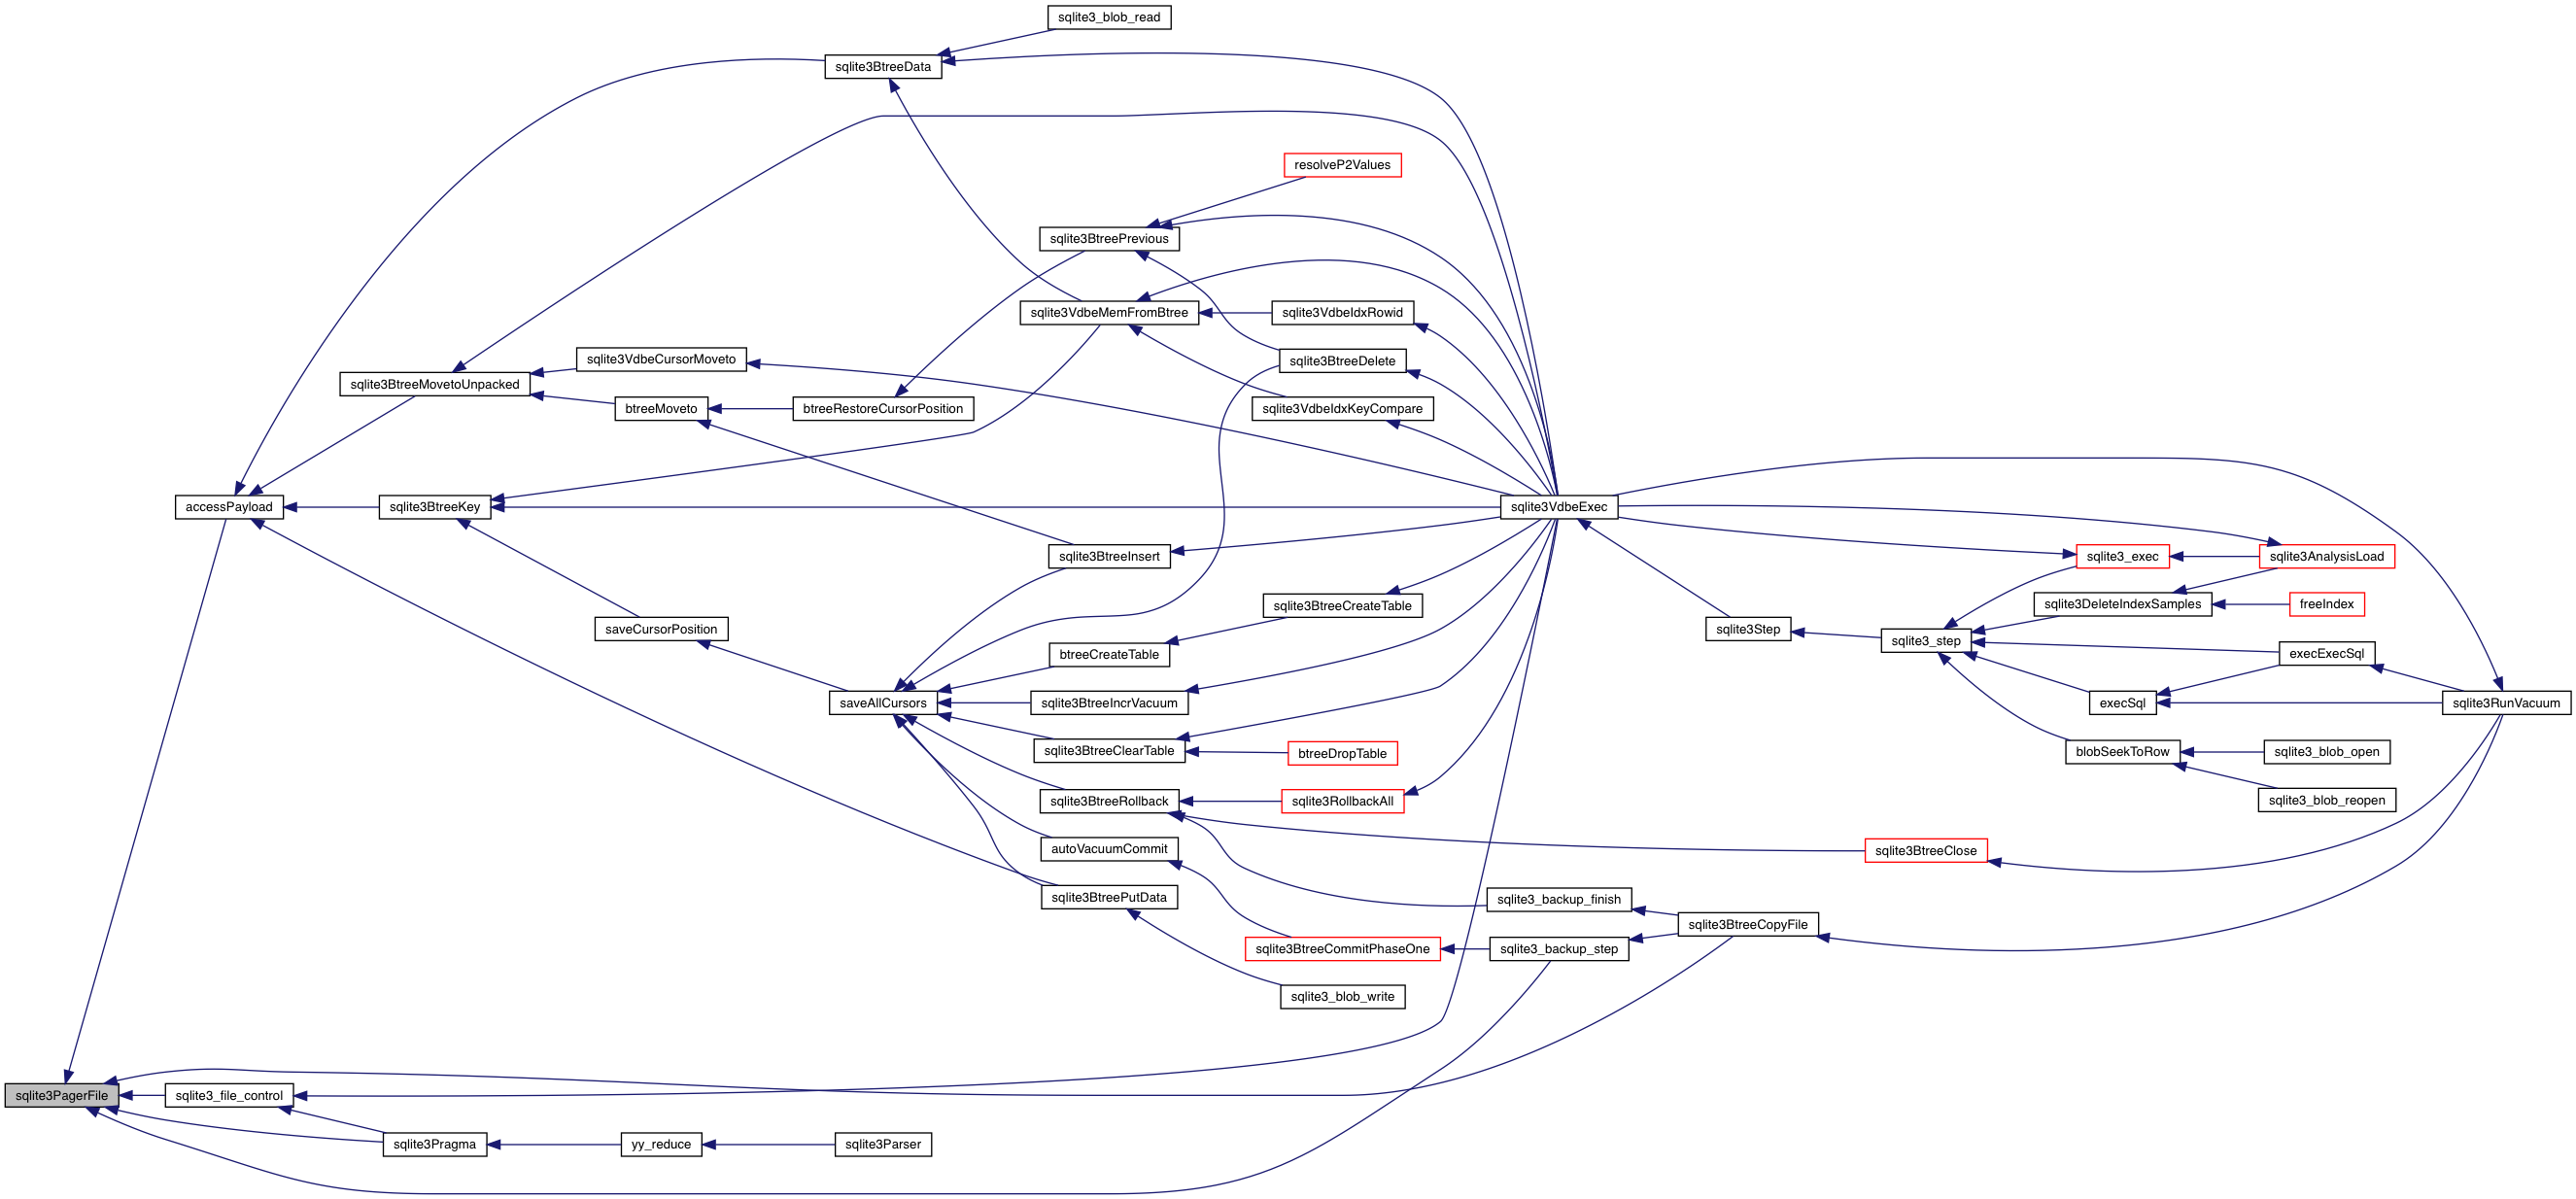 sqlite3_blob_read
sqlite3BtreeData
resolveP2Values
sqlite3BtreePrevious
sqlite3VdbeMemFromBtree
sqlite3VdbeIdxRowid
sqlite3VdbeCursorMoveto
sqlite3BtreeDelete
sqlite3BtreeMovetoUnpacked
btreeMoveto
btreeRestoreCursorPosition
sqlite3VdbeIdxKeyCompare
accessPayload
sqlite3BtreeKey
sqlite3VdbeExec
sqlite3BtreeInsert
sqlite3_exec
sqlite3AnalysisLoad
sqlite3BtreeCreateTable
sqlite3DeleteIndexSamples
freeIndex
saveCursorPosition
sqlite3Step
sqlite3_step
btreeCreateTable
execExecSql
saveAllCursors
sqlite3BtreeIncrVacuum
execSql
sqlite3RunVacuum
sqlite3BtreeClearTable
btreeDropTable
blobSeekToRow
sqlite3_blob_open
sqlite3BtreeRollback
sqlite3RollbackAll
sqlite3_blob_reopen
autoVacuumCommit
sqlite3BtreeClose
sqlite3BtreePutData
sqlite3_backup_finish
sqlite3BtreeCopyFile
sqlite3BtreeCommitPhaseOne
sqlite3_backup_step
sqlite3_blob_write
sqlite3PagerFile
sqlite3_file_control
sqlite3Pragma
yy_reduce
sqlite3Parser